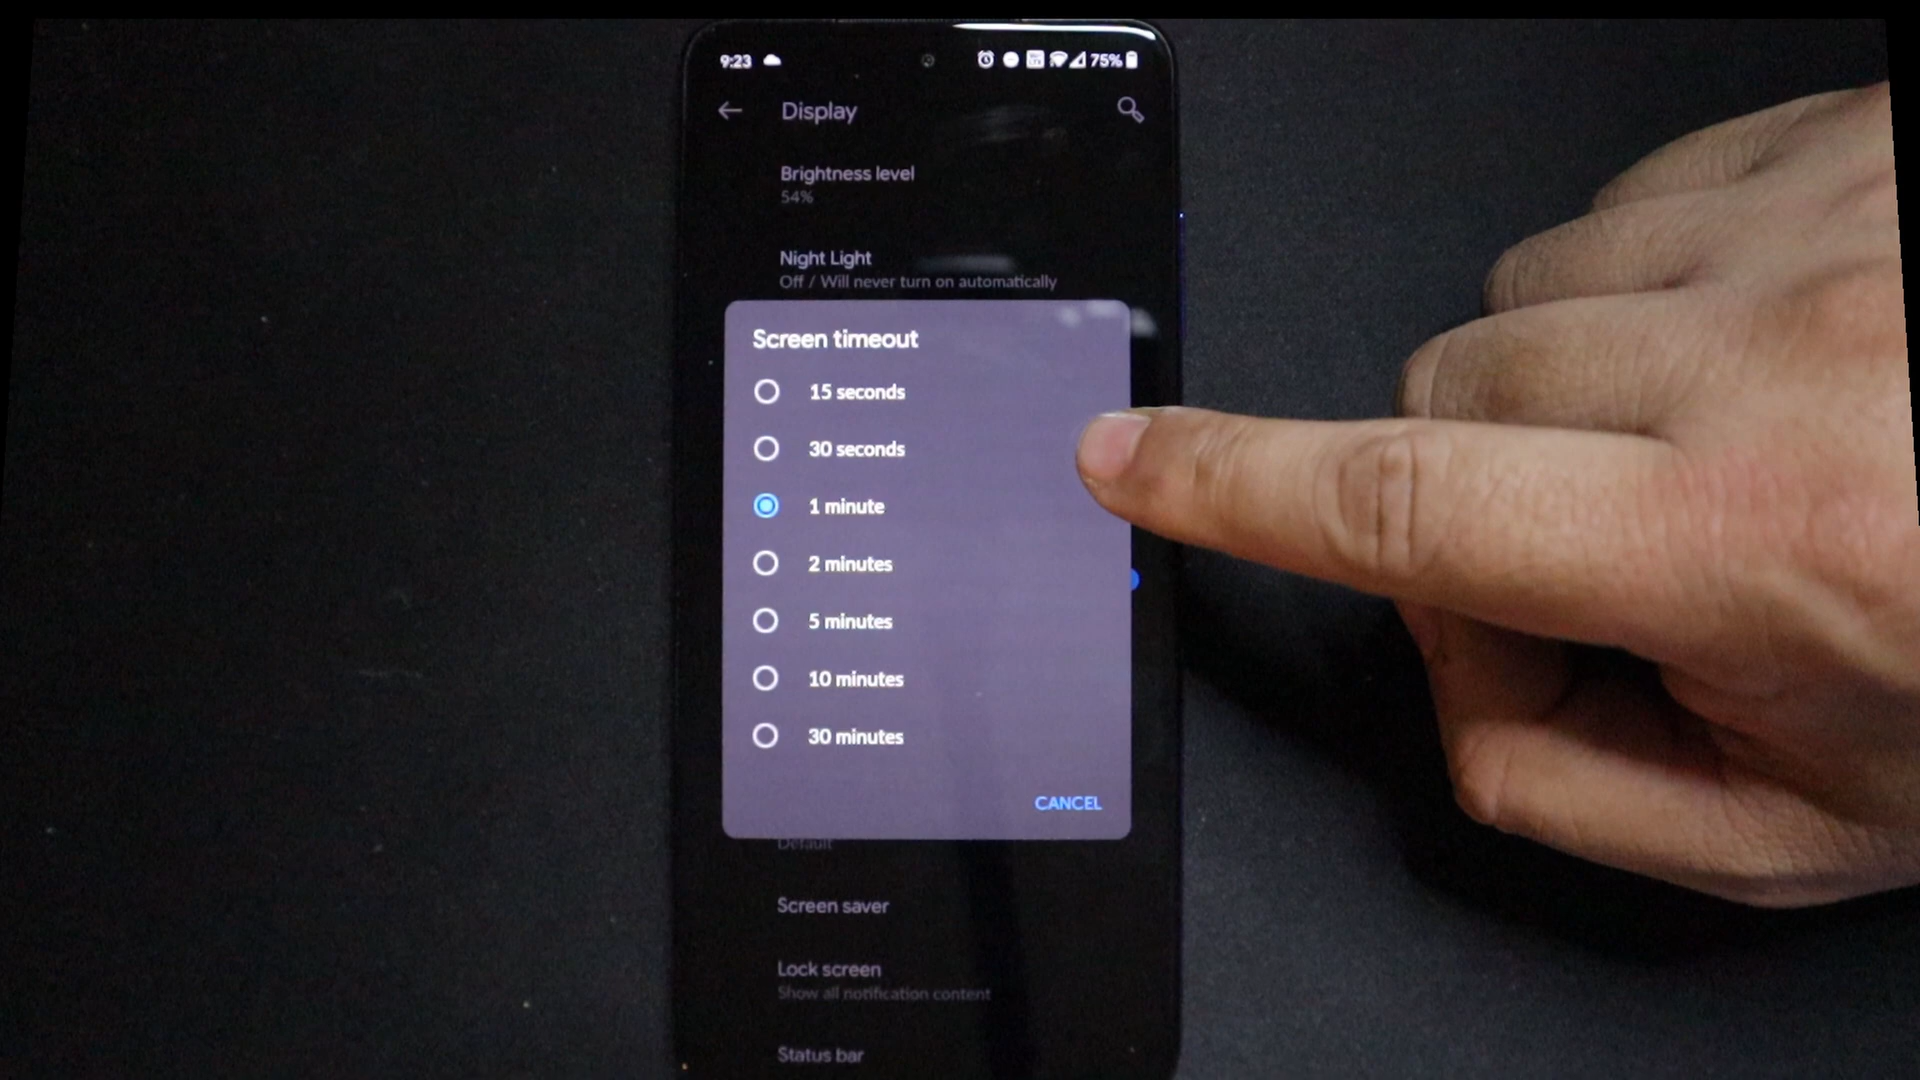 9:23 75%
Display
Brightness level
54%
Night Light
Off / Will never turn on automatically
Screen timeout
15 seconds
30 seconds
1 minute
2 minutes
5 minutes
10 minutes
30 minutes
CANCEL
Default
Screen saver
Lock screen
Show all notification content
Status bar